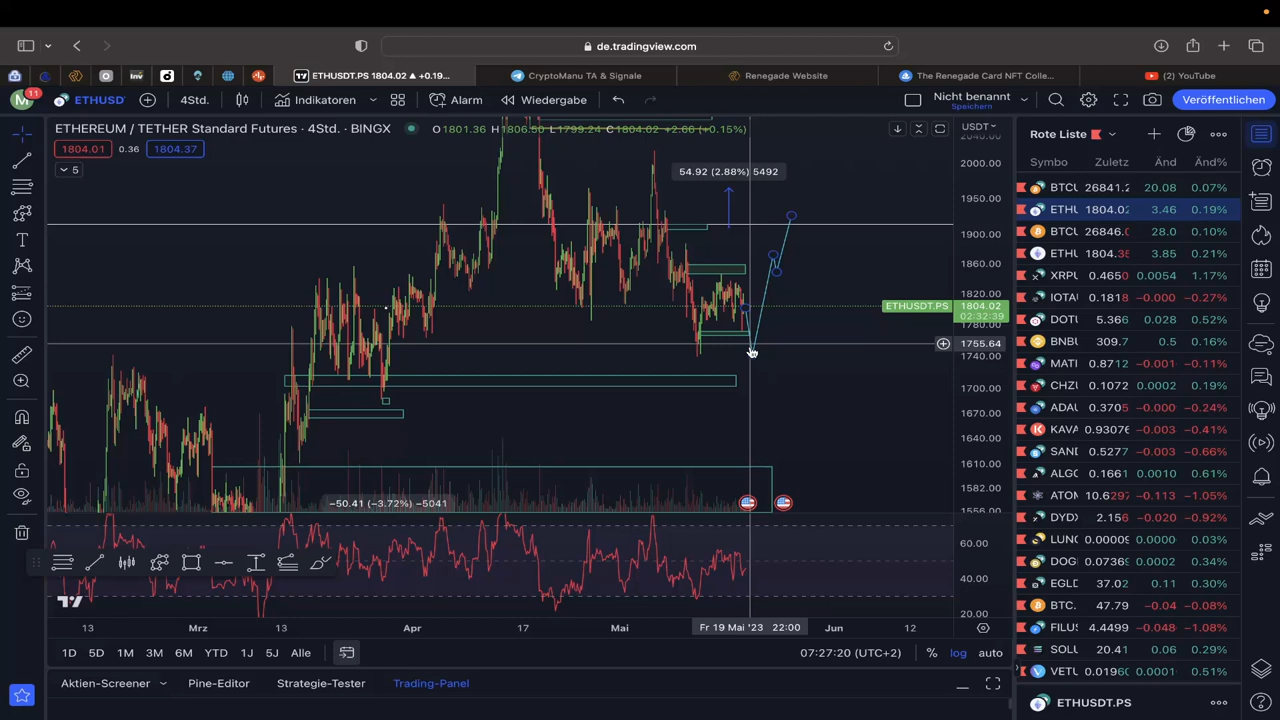 de.tradingview.com
ETHUSDT.PS 1804.02 ▲ +0.19...
CryptoManu TA & Signale
Renegade Website
The Renegade Card NFT Colle...
(2) YouTube
M 11
ETHUSD
4Std.
Indikatoren
Alarm
Wiedergabe
Nicht benannt
Speichern
Veröffentlichen
ETHEREUM / TETHER Standard Futures · 4Std. · BINGX
O1801.36 H1806.50 L1799.24 C1804.02 +2.66 (+0.15%)
1804.01 0.36 1804.37
5
USDT
2040.00
2000.00
1950.00
1900.00
1860.00
1820.00
ETHUSDT.PS 1804.02
02:32:39
1780.00
1755.64
1740.00
1700.00
1670.00
1640.00
1610.00
1582.00
1556.00
60.00
40.00
20.00
54.92 (2.88%) 5492
−50.41 (−3.72%) −5041
13 Mrz 13 Apr 17 Mai Fr 19 Mai '23 22:00 Jun 12
1D 5D 1M 3M 6M YTD 1J 5J Alle
07:27:20 (UTC+2) % log auto
Aktien-Screener Pine-Editor Strategie-Tester Trading-Panel
Rote Liste
Symbo Zuletz Änd Änd%
BTCU 26841.2 20.08 0.07%
ETHU 1804.02 3.46 0.19%
BTCU 26846.0 28.0 0.10%
ETHU 1804.38 3.85 0.21%
XRPU 0.4650 0.0054 1.17%
IOTAU 0.1818 −0.000 −0.27%
DOTU 5.366 0.028 0.52%
BNBU 309.7 0.5 0.16%
MATI 0.8712 −0.001 −0.11%
CHZU 0.1072 0.0002 0.19%
ADAU 0.3705 −0.000 −0.24%
KAVA 0.93076 −0.003 −0.41%
SAND 0.5277 −0.003 −0.66%
ALGO 0.1661 0.0010 0.61%
ATOM 10.6297 −0.113 −1.05%
DYDX 2.156 −0.020 −0.92%
LUNC 0.00009 0.0000 0.03%
DOGE 0.07369 0.0002 0.34%
EGLD 37.02 0.11 0.30%
BTC. 47.79 −0.04 −0.08%
FILUS 4.4499 −0.048 −1.08%
SOLU 20.41 0.06 0.29%
VETU 0.01960 0.0001 0.51%
ETHUSDT.PS